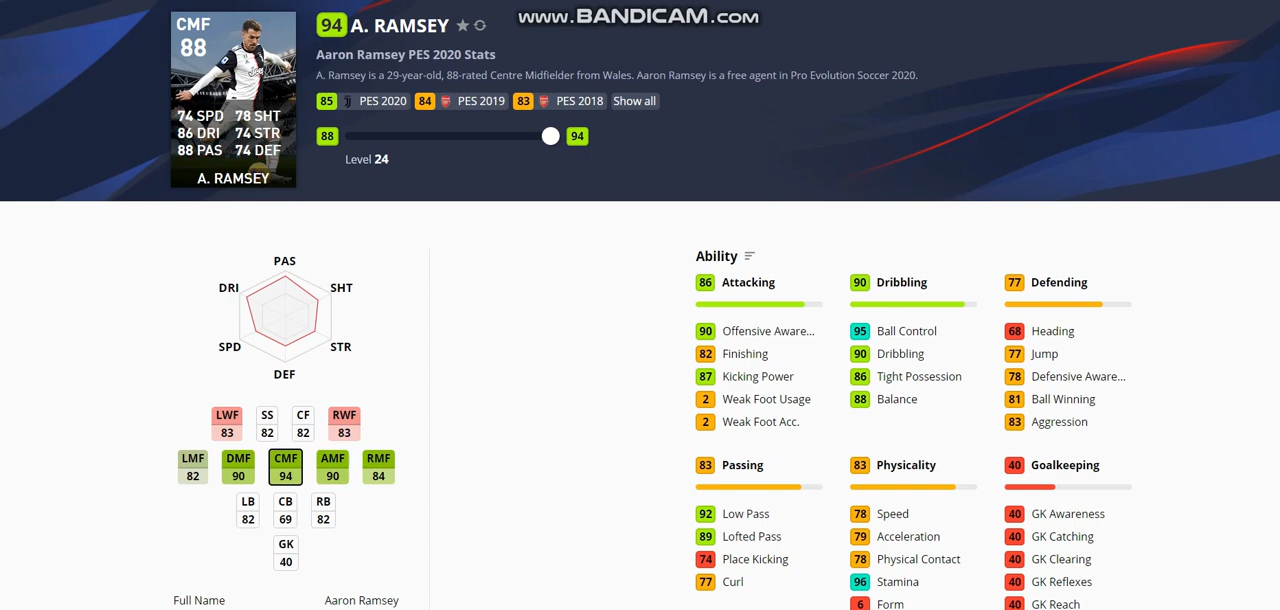 www.BANDICAM.com
CMF
88
74 SPD 78 SHT
86 DRI 74 STR
88 PAS 74 DEF
A. RAMSEY
94 A. RAMSEY
Aaron Ramsey PES 2020 Stats
A. Ramsey is a 29-year-old, 88-rated Centre Midfielder from Wales. Aaron Ramsey is a free agent in Pro Evolution Soccer 2020.
85 PES 2020 84 PES 2019 83 PES 2018 Show all
88 94
Level 24
PAS
DRI SHT
SPD STR
DEF
LWF SS CF RWF
83 82 82 83
LMF DMF CMF AMF RMF
82 90 94 90 84
LB CB RB
82 69 82
GK
40
Full Name Aaron Ramsey
Ability
86 Attacking
90 Offensive Aware...
82 Finishing
87 Kicking Power
2 Weak Foot Usage
2 Weak Foot Acc.
90 Dribbling
95 Ball Control
90 Dribbling
86 Tight Possession
88 Balance
77 Defending
68 Heading
77 Jump
78 Defensive Aware...
81 Ball Winning
83 Aggression
83 Passing
92 Low Pass
89 Lofted Pass
74 Place Kicking
77 Curl
83 Physicality
78 Speed
79 Acceleration
78 Physical Contact
96 Stamina
6 Form
40 Goalkeeping
40 GK Awareness
40 GK Catching
40 GK Clearing
40 GK Reflexes
40 GK Reach